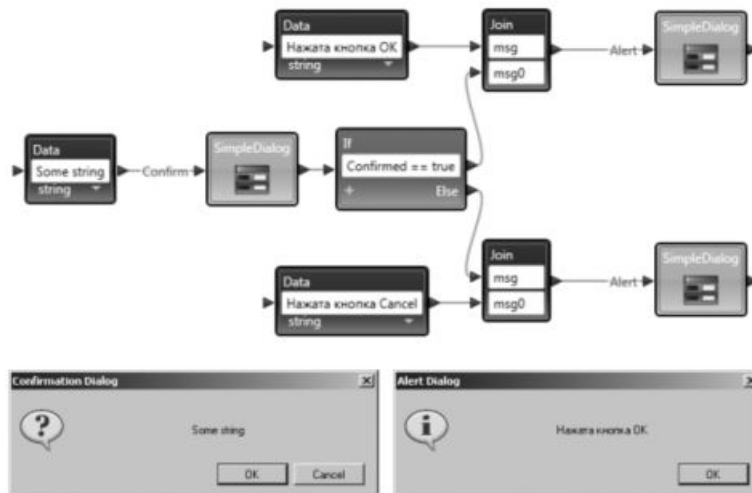 Data
Нажата кнопка OK
string
Join
msg
msg0
Alert
SimpleDialog
Data
Some string
string
Confirm
SimpleDialog
If
Confirmed == true
+
Else
Data
Нажата кнопка Cancel
string
Join
msg
msg0
Alert
SimpleDialog
Confirmation Dialog
Some string
OK
Cancel
Alert Dialog
Нажата кнопка OK
OK